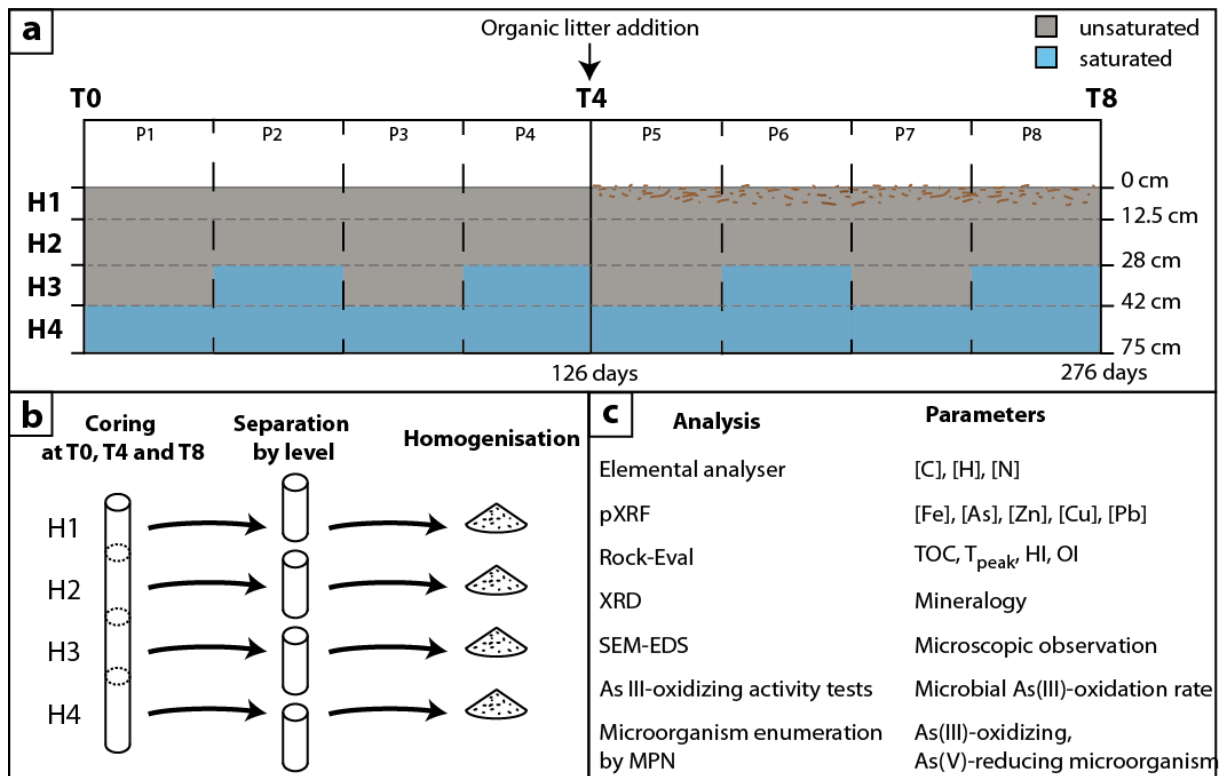 a
Organic litter addition
unsaturated
saturated
T0
T4
T8
P1
P2
P3
P4
P5
P6
P7
P8
H1
H2
H3
H4
0 cm
12.5 cm
28 cm
42 cm
75 cm
126 days
276 days
b
Coring
at T0, T4 and T8
Separation
by level
Homogenisation
H1
H2
H3
H4
c
Analysis
Parameters
Elemental analyser
[C], [H], [N]
pXRF
[Fe], [As], [Zn], [Cu], [Pb]
Rock-Eval
TOC, Tpeak, HI, OI
XRD
Mineralogy
SEM-EDS
Microscopic observation
As III-oxidizing activity tests
Microbial As(III)-oxidation rate
Microorganism enumeration
by MPN
As(III)-oxidizing,
As(V)-reducing microorganism